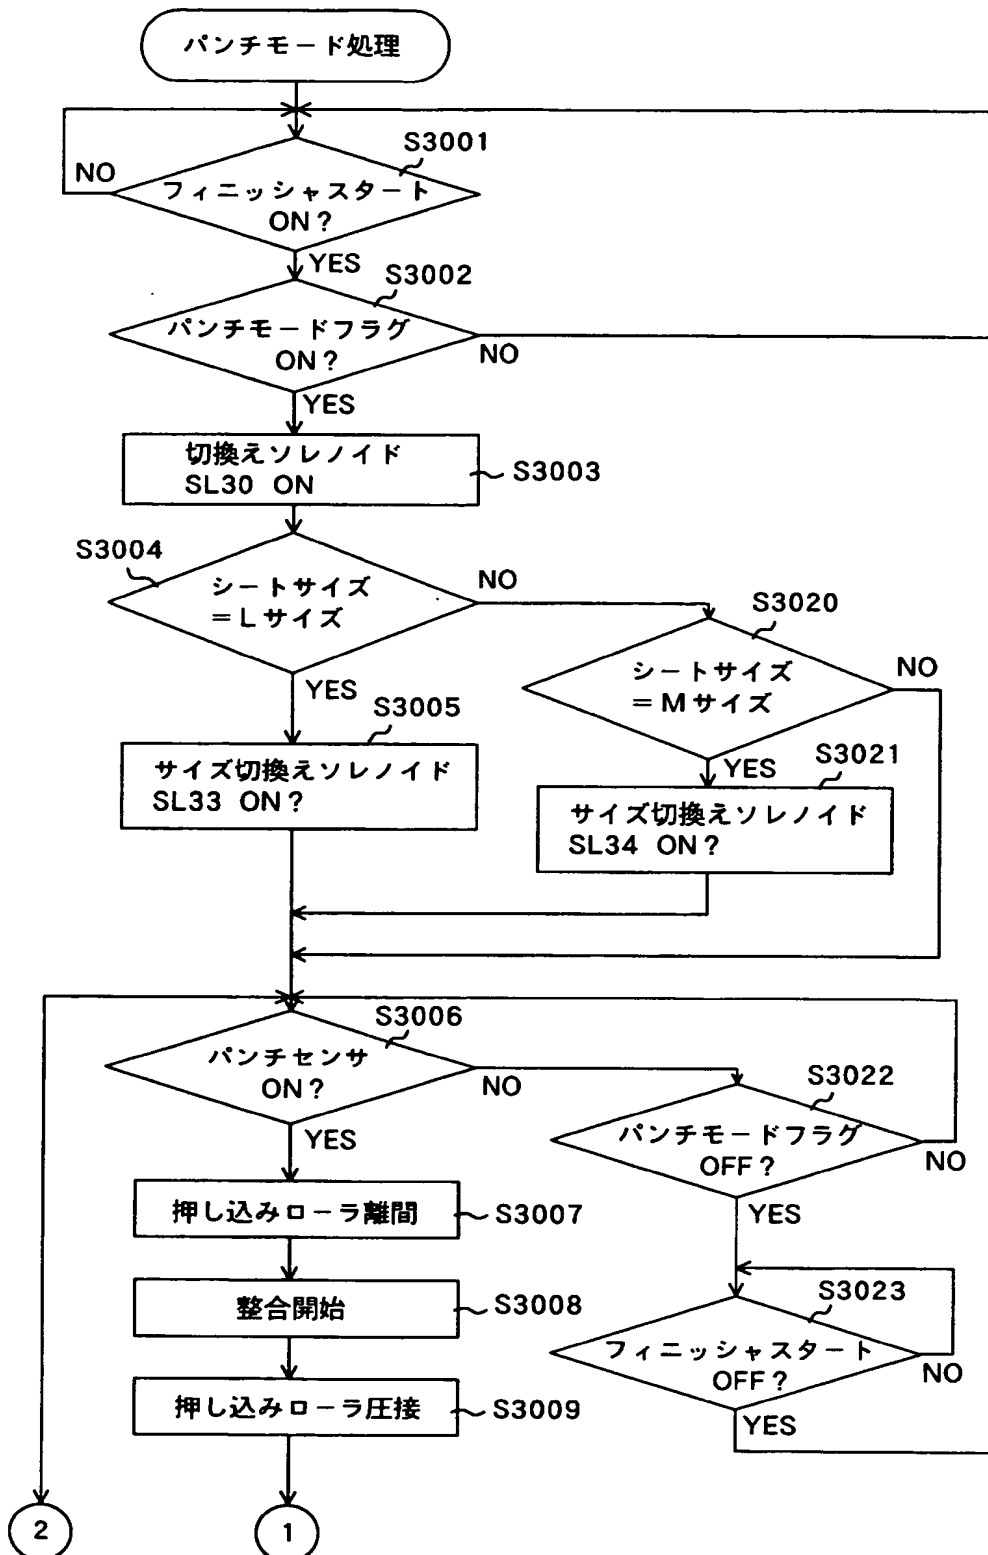 パンチモード処理
S3001
NO
フィニッシャスタート
ON?
YES
S3002
パンチモードフラグ
ON?
NO
YES
切換えソレノイド
SL30 ON
S3003
S3004
シートサイズ
=Lサイズ
NO
YES
S3020
シートサイズ
=Mサイズ
NO
YES
S3005
サイズ切換えソレノイド
SL33 ON?
S3021
サイズ切換えソレノイド
SL34 ON?
S3006
パンチセンサ
ON?
NO
YES
S3022
パンチモードフラグ
OFF?
NO
YES
押し込みローラ離間
S3007
整合開始
S3008
S3023
フィニッシャスタート
OFF?
NO
YES
押し込みローラ圧接
S3009
2
1